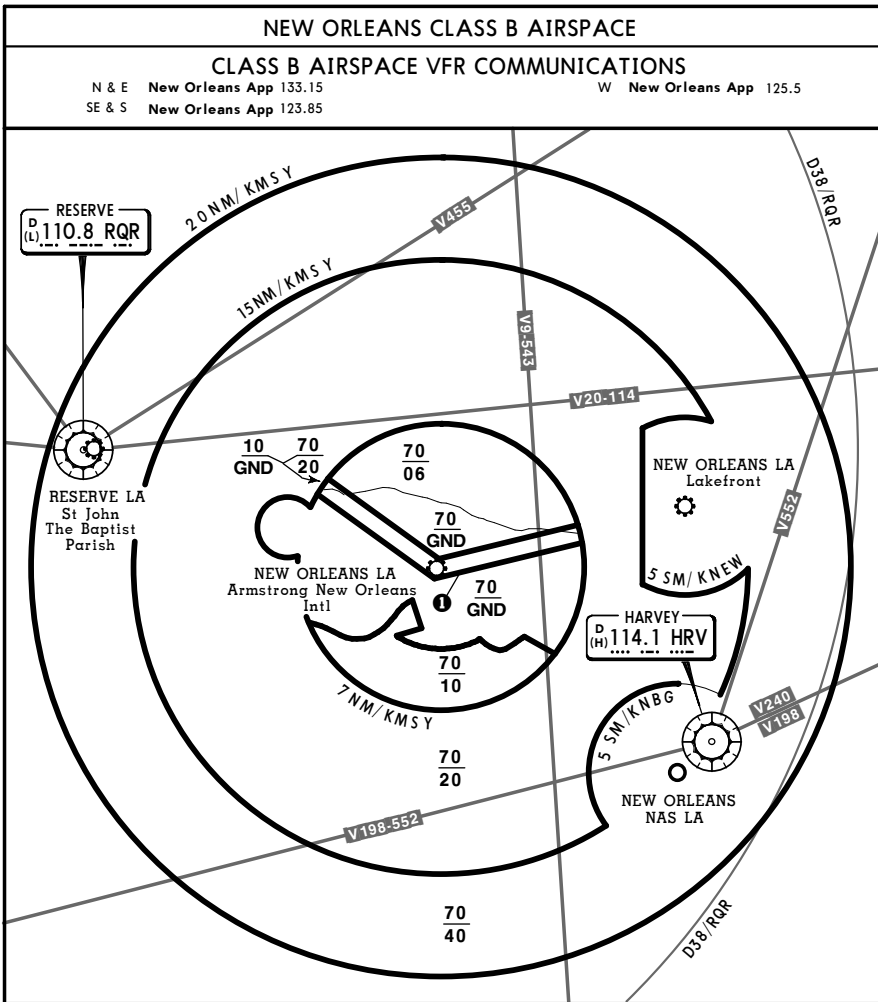 NEW ORLEANS CLASS B AIRSPACE
CLASS B AIRSPACE VFR COMMUNICATIONS
N & E New Orleans App 133.15
W New Orleans App 125.5
SE & S New Orleans App 123.85
D38/RQR
20NM/KMSY
RESERVE
D (L) 110.8 RQR
V455
15NM/KMSY
V9-543
V20-114
10
GND
70
20
70
06
NEW ORLEANS LA
Lakefront
RESERVE LA
St John
The Baptist
Parish
V552
70
GND
NEW ORLEANS LA
Armstrong New Orleans
Intl
5 SM/KNEW
1
70
GND
HARVEY
D (H) 114.1 HRV
70
10
7NM/KMSY
V240
V198
5 SM/KNBG
70
20
NEW ORLEANS
NAS LA
V198-552
70
40
D38/RQR